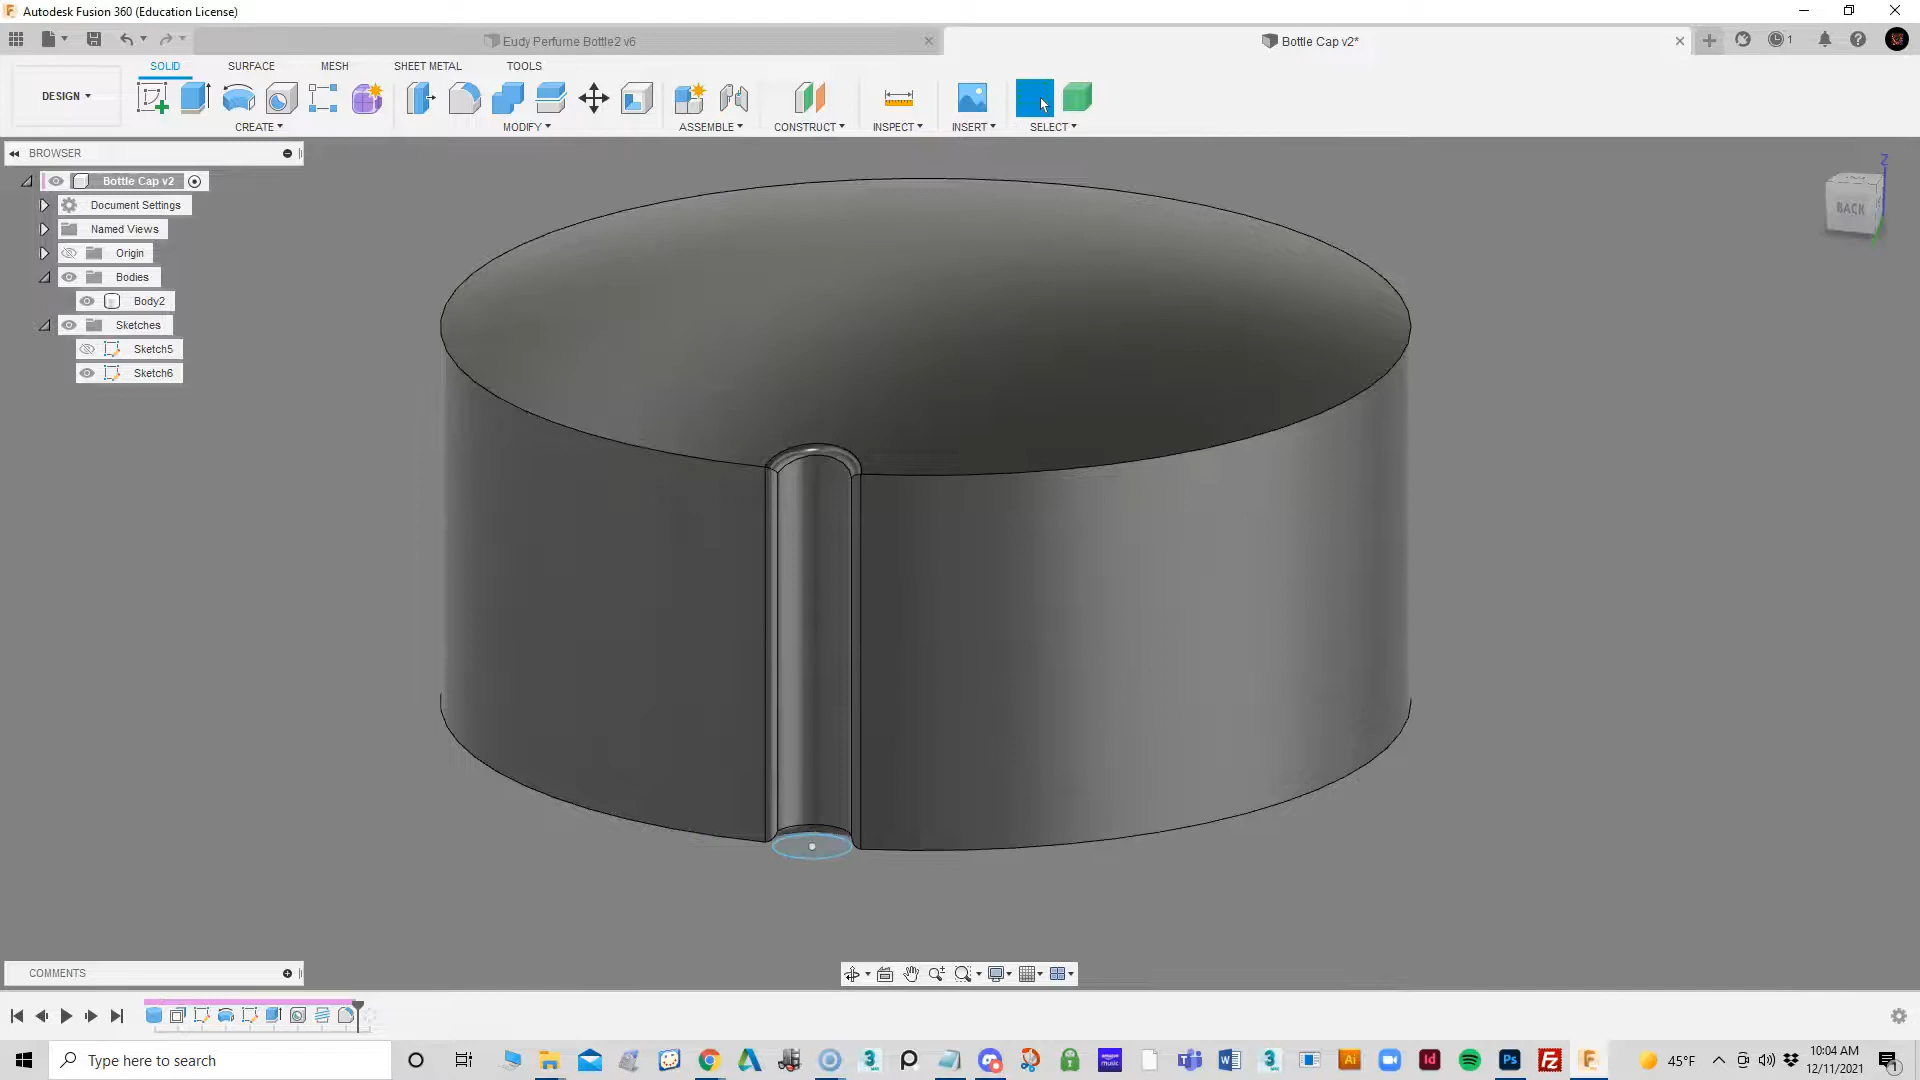 Autodesk Fusion 360 (Education License)
Eudy Perfume Bottle2 v6
Bottle Cap v2*
1
DESIGN
SOLID
SURFACE
MESH
SHEET METAL
TOOLS
CREATE
MODIFY
ASSEMBLE
CONSTRUCT
INSPECT
INSERT
SELECT
BROWSER
Bottle Cap v2
Document Settings
Named Views
Origin
Bodies
Body2
Sketches
Sketch5
Sketch6
Z
BACK
COMMENTS
Type here to search
45°F
10:04 AM
12/11/2021